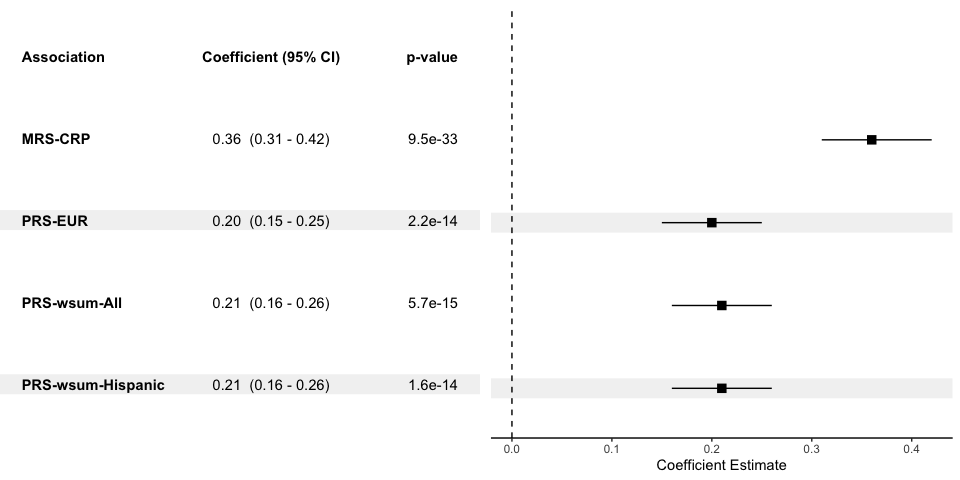 Association Coefficient (95% CI) p-value
MRS-CRP 0.36 (0.31 - 0.42) 9.5e-33
PRS-EUR 0.20 (0.15 - 0.25) 2.2e-14
PRS-wsum-All 0.21 (0.16 - 0.26) 5.7e-15
PRS-wsum-Hispanic 0.21 (0.16 - 0.26) 1.6e-14
0.0 0.1 0.2 0.3 0.4
Coefficient Estimate